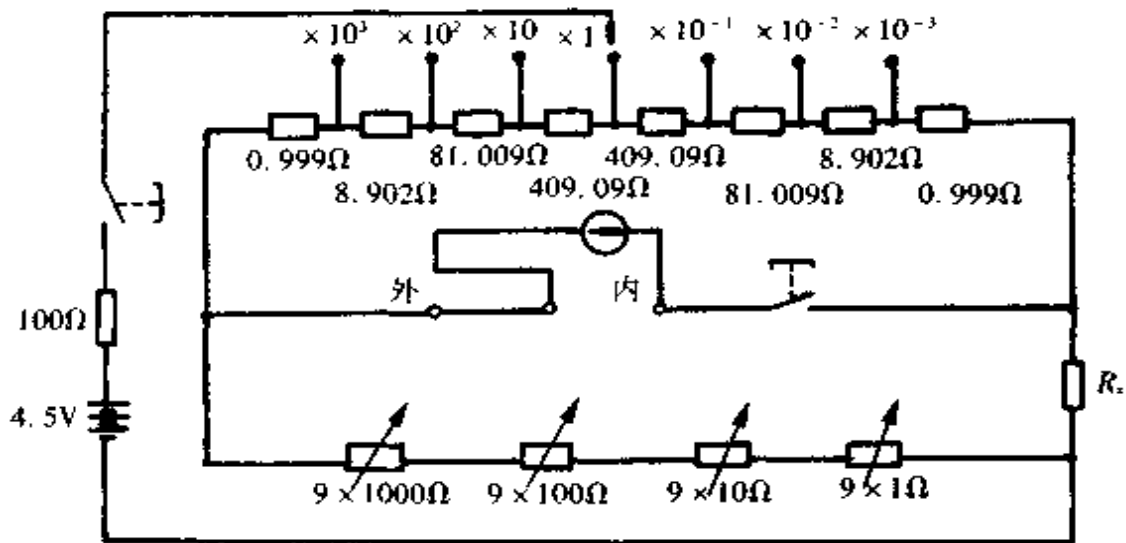 ×10³ ×10² ×10 ×1 ×10⁻¹ ×10⁻² ×10⁻³
0.999Ω 81.009Ω 409.09Ω 8.902Ω
8.902Ω 409.09Ω 81.009Ω 0.999Ω
外 内
100Ω
Rₓ
4.5V
9×1000Ω 9×100Ω 9×10Ω 9×1Ω